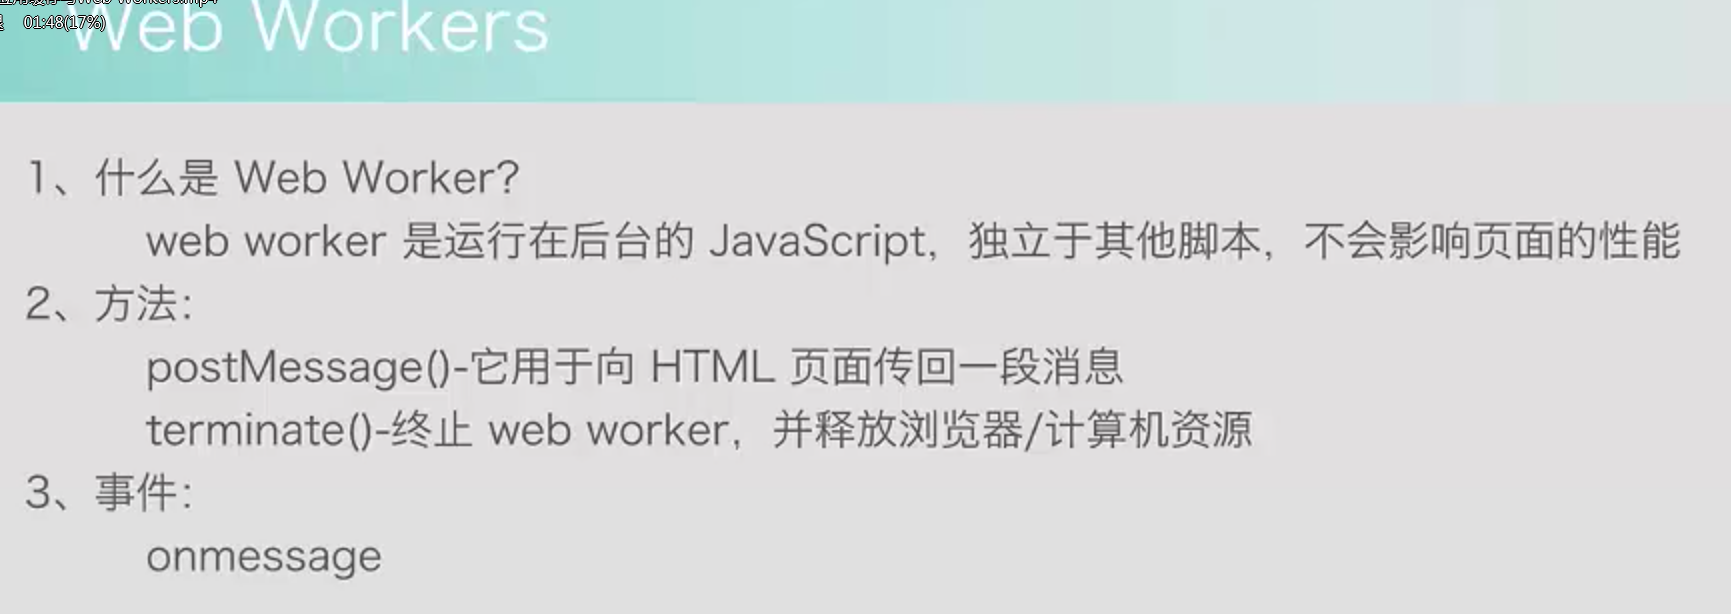 01:48(17%)
Web Workers
1、什么是 Web Worker?
web worker 是运行在后台的 JavaScript，独立于其他脚本，不会影响页面的性能
2、方法：
postMessage()-它用于向 HTML 页面传回一段消息
terminate()-终止 web worker，并释放浏览器/计算机资源
3、事件：
onmessage